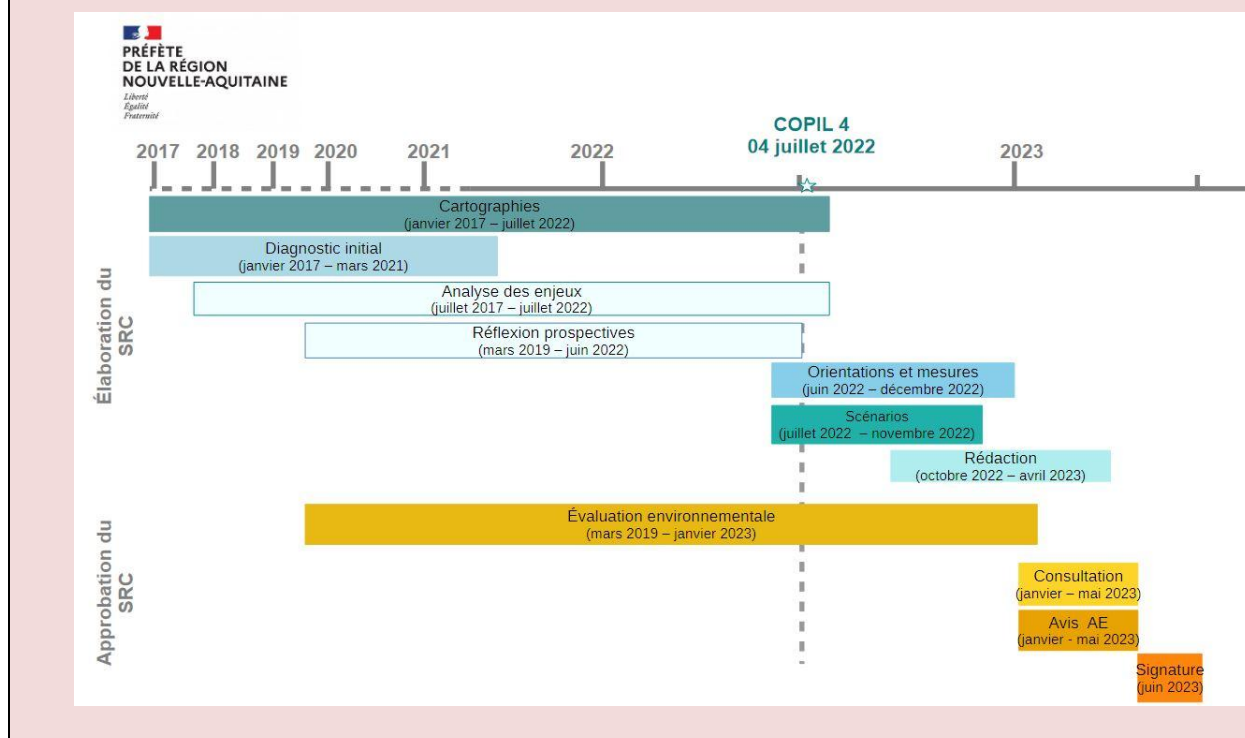 PRÉFÈTE
DE LA RÉGION
NOUVELLE-AQUITAINE
Liberté
Égalité
Fraternité
COPIL 4
04 juillet 2022
2017 2018 2019 2020 2021 2022 2023
Élaboration du
SRC
Cartographies
(janvier 2017 – juillet 2022)
Diagnostic initial
(janvier 2017 – mars 2021)
Analyse des enjeux
(juillet 2017 – juillet 2022)
Réflexion prospectives
(mars 2019 – juin 2022)
Orientations et mesures
(juin 2022 – décembre 2022)
Scénarios
(juillet 2022 – novembre 2022)
Rédaction
(octobre 2022 – avril 2023)
Approbation du
SRC
Évaluation environnementale
(mars 2019 – janvier 2023)
Consultation
(janvier – mai 2023)
Avis AE
(janvier - mai 2023)
Signature
(juin 2023)